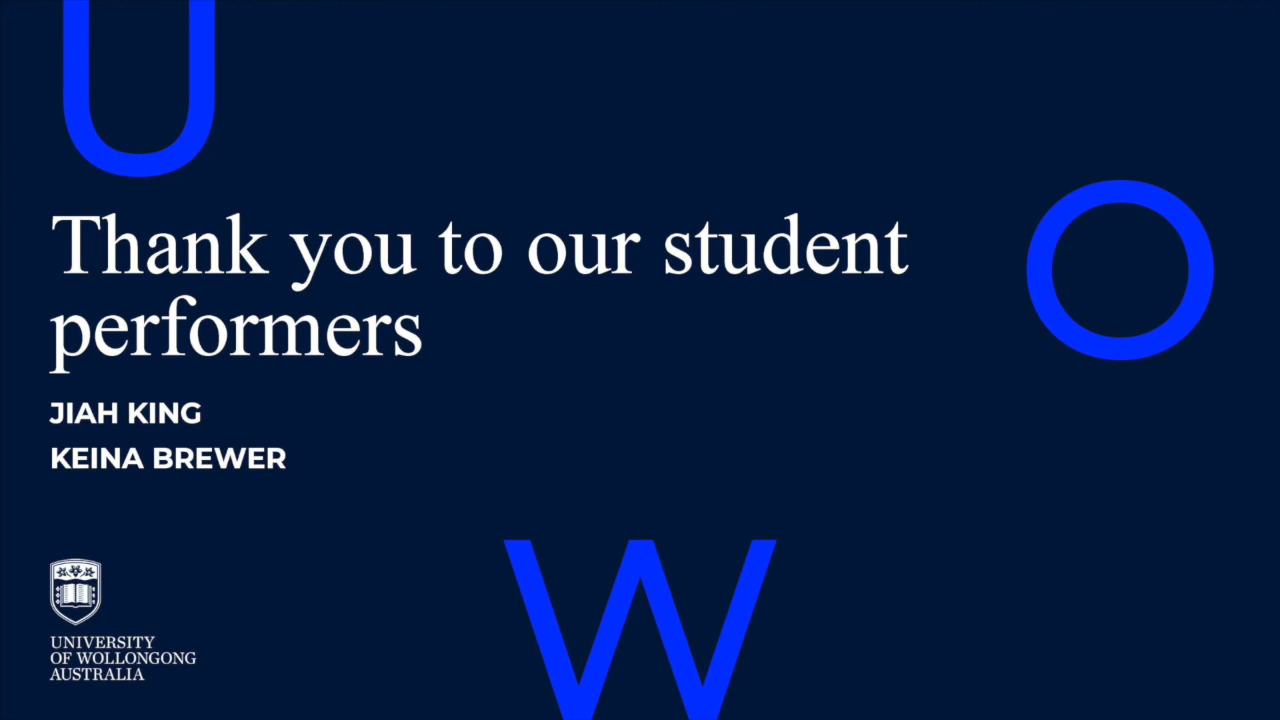 U
O
Thank you to our student
performers
JIAH KING
KEINA BREWER
W
UNIVERSITY
OF WOLLONGONG
AUSTRALIA